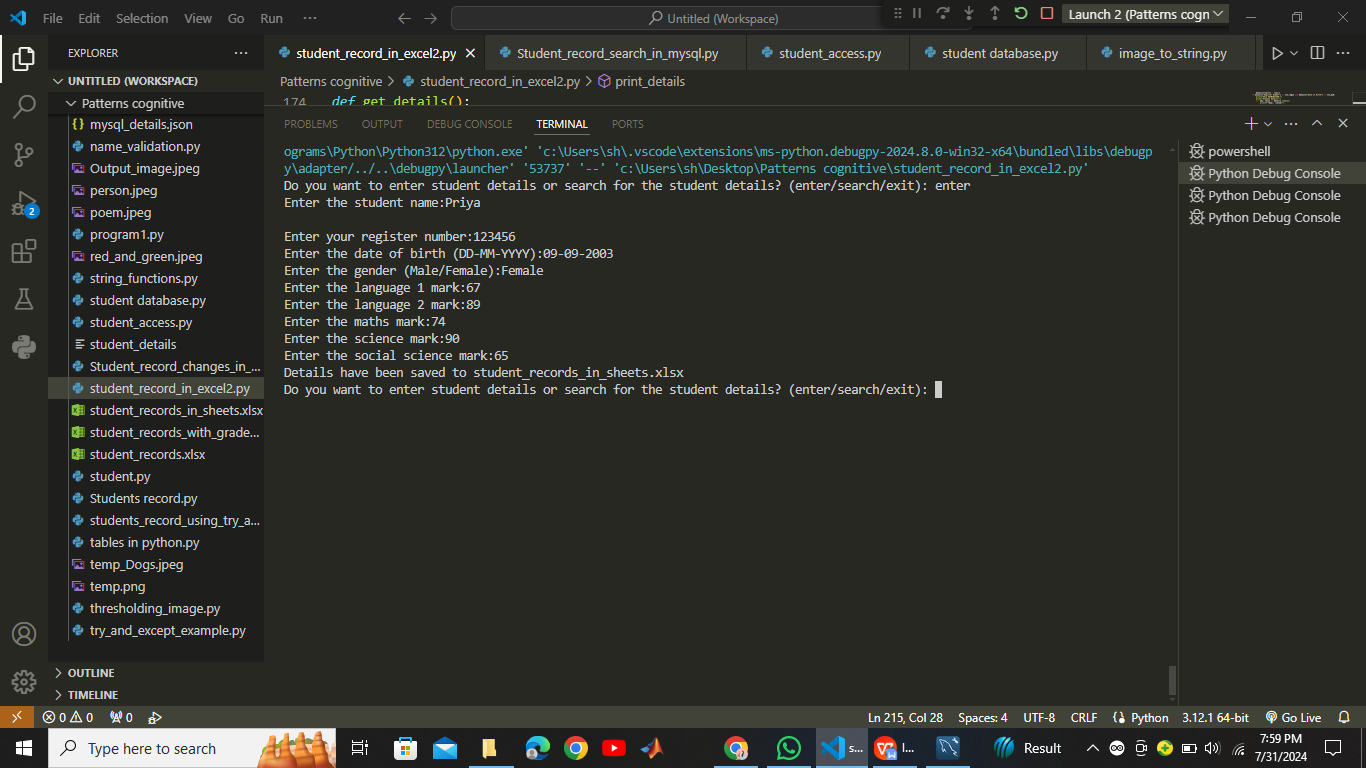 File Edit Selection View Go Run ··· Untitled (Workspace) Launch 2 (Patterns cogn
EXPLORER ···
student_record_in_excel2.py Student_record_search_in_mysql.py student_access.py student database.py image_to_string.py
UNTITLED (WORKSPACE)
Patterns cognitive
mysql_details.json
name_validation.py
Output_image.jpeg
person.jpeg
poem.jpeg
program1.py
red_and_green.jpeg
string_functions.py
student database.py
student_access.py
student_details
Student_record_changes_in_...
student_record_in_excel2.py
student_records_in_sheets.xlsx
student_records_with_grade...
student_records.xlsx
student.py
Students record.py
students_record_using_try_a...
tables in python.py
temp_Dogs.jpeg
temp.png
thresholding_image.py
try_and_except_example.py
OUTLINE
TIMELINE
2
Patterns cognitive > student_record_in_excel2.py > print_details
174 def get_details():
PROBLEMS OUTPUT DEBUG CONSOLE TERMINAL PORTS
ograms\Python\Python312\python.exe' 'c:\Users\sh\.vscode\extensions\ms-python.debugpy-2024.8.0-win32-x64\bundled\libs\debugp
y\adapter/../..\debugpy\launcher' '53737' '--' 'c:\Users\sh\Desktop\Patterns cognitive\student_record_in_excel2.py'
Do you want to enter student details or search for the student details? (enter/search/exit): enter
Enter the student name:Priya
Enter your register number:123456
Enter the date of birth (DD-MM-YYYY):09-09-2003
Enter the gender (Male/Female):Female
Enter the language 1 mark:67
Enter the language 2 mark:89
Enter the maths mark:74
Enter the science mark:90
Enter the social science mark:65
Details have been saved to student_records_in_sheets.xlsx
Do you want to enter student details or search for the student details? (enter/search/exit):
powershell
Python Debug Console
Python Debug Console
Python Debug Console
0 0 0 Ln 215, Col 28 Spaces: 4 UTF-8 CRLF Python 3.12.1 64-bit Go Live
Type here to search s... I... Result 7:59 PM
7/31/2024